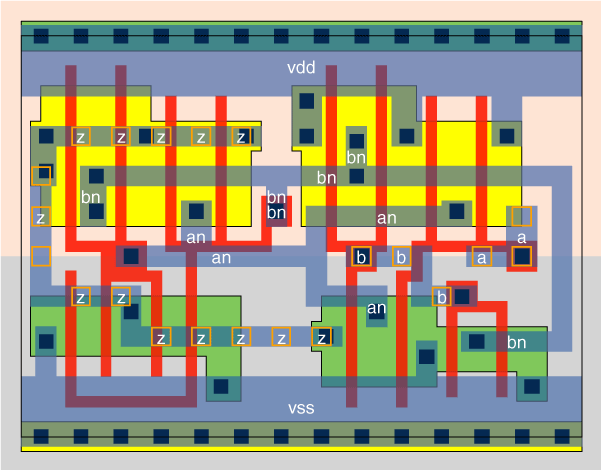 vdd
z z z z z
bn
bn bn
bn
z bn an a
an a
an b b a
z z an b
z z z z z bn
vss